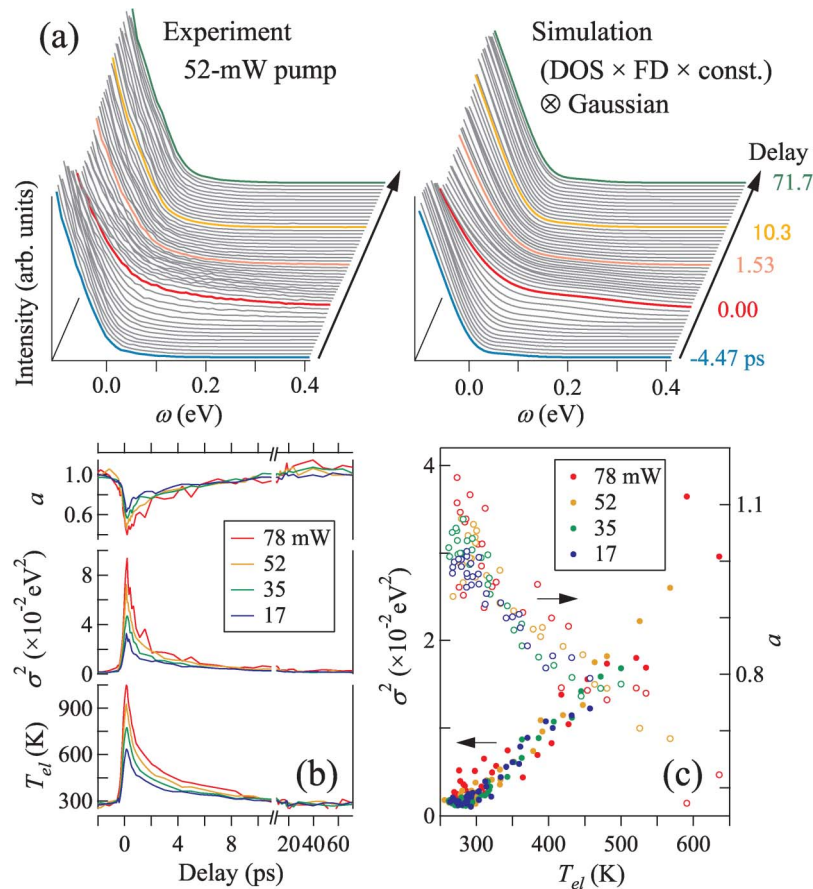 (a)
Experiment
52-mW pump
Simulation
(DOS × FD × const.)
⊗ Gaussian
Delay
71.7
10.3
1.53
0.00
-4.47 ps
Intensity (arb. units)
0.0 0.2 0.4
ω (eV)
0.0 0.2 0.4
ω (eV)
a
1.0
0.6
78 mW
52
35
17
σ² (×10⁻² eV²)
8
4
0
T_el (K)
900
600
300
(b)
0 4 8 20 40 60
Delay (ps)
σ² (×10⁻² eV²)
4
2
0
78 mW
52
35
17
1.1
0.8
a
(c)
300 400 500 600
T_el (K)